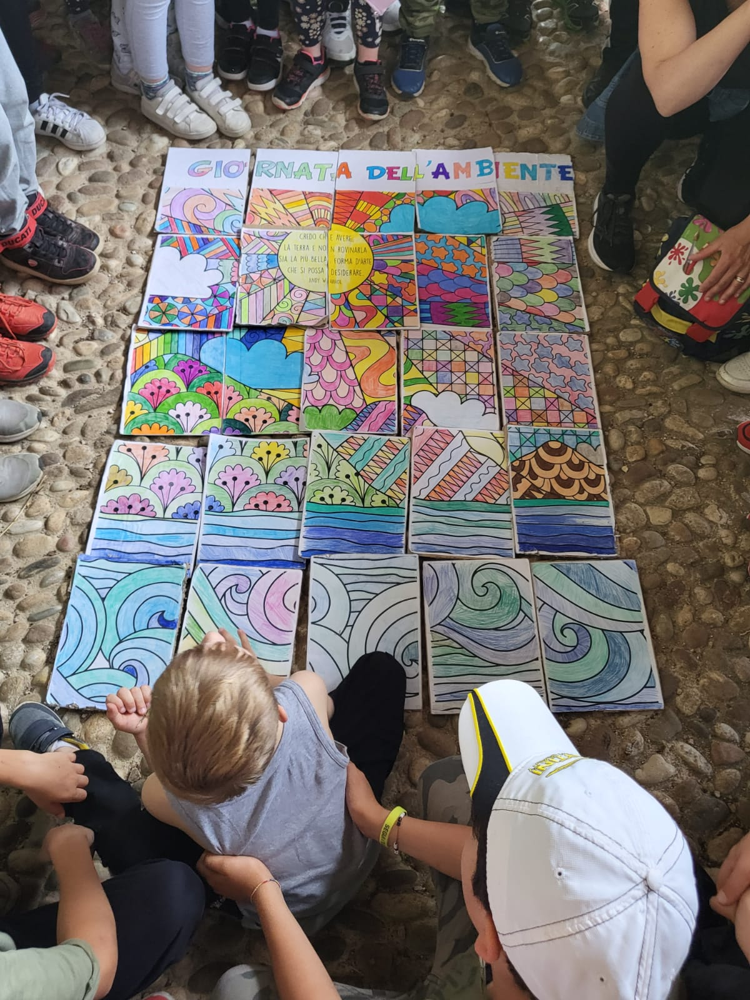 GIORNATA DELL'AMBIENTE
CREDO CHE AVERE
LA TERRA E NON ROVINARLA
SIA LA PIÙ BELLA FORMA D'ARTE
CHE SI POSSA DESIDERARE.
ANDY WARHOL
DUCATI
DUCATI